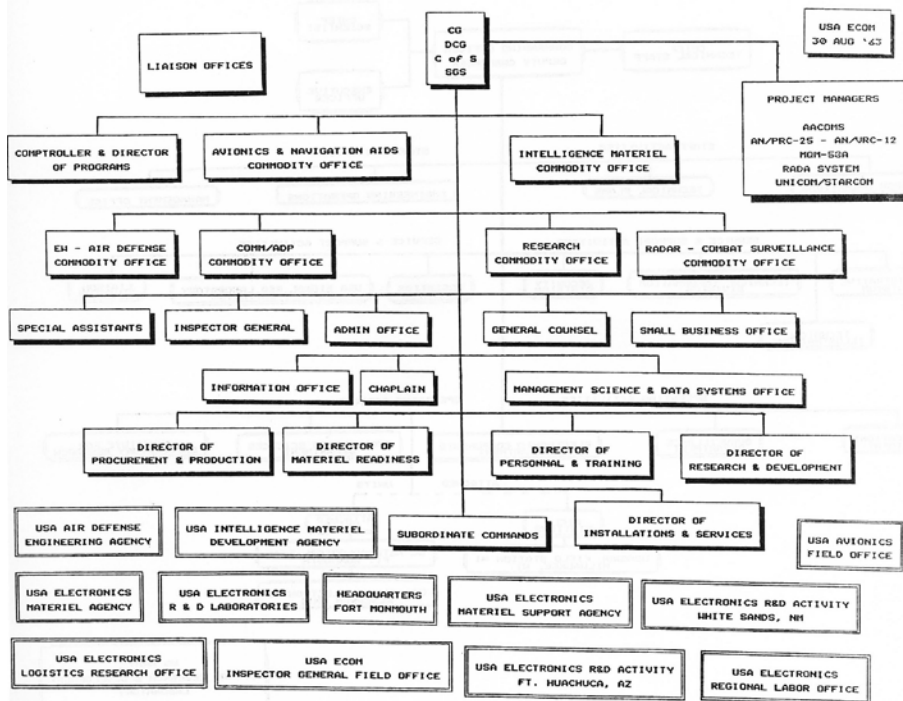 LIAISON OFFICES
CG
DCG
C of S
SGS
USA ECOM
30 AUG '63
PROJECT MANAGERS
AACOMS
AN/PRC-25 - AN/VRC-12
MGM-58A
RADA SYSTEM
UNICOM/STARCOM
COMPTROLLER & DIRECTOR
OF PROGRAMS
AVIONICS & NAVIGATION AIDS
COMMODITY OFFICE
INTELLIGENCE MATERIEL
COMMODITY OFFICE
EW - AIR DEFENSE
COMMODITY OFFICE
COMM/ADP
COMMODITY OFFICE
RESEARCH
COMMODITY OFFICE
RADAR - COMBAT SURVEILLANCE
COMMODITY OFFICE
SPECIAL ASSISTANTS
INSPECTOR GENERAL
ADMIN OFFICE
GENERAL COUNSEL
SMALL BUSINESS OFFICE
INFORMATION OFFICE
CHAPLAIN
MANAGEMENT SCIENCE & DATA SYSTEMS OFFICE
DIRECTOR OF
PROCUREMENT & PRODUCTION
DIRECTOR OF
MATERIEL READINESS
DIRECTOR OF
PERSONNAL & TRAINING
DIRECTOR OF
RESEARCH & DEVELOPMENT
SUBORDINATE COMMANDS
DIRECTOR OF
INSTALLATIONS & SERVICES
USA AIR DEFENSE
ENGINEERING AGENCY
USA INTELLIGENCE MATERIEL
DEVELOPMENT AGENCY
USA AVIONICS
FIELD OFFICE
USA ELECTRONICS
MATERIEL AGENCY
USA ELECTRONICS
R & D LABORATORIES
HEADQUARTERS
FORT MONMOUTH
USA ELECTRONICS
MATERIEL SUPPORT AGENCY
USA ELECTRONICS R&D ACTIVITY
WHITE SANDS, NM
USA ELECTRONICS
LOGISTICS RESEARCH OFFICE
USA ECOM
INSPECTOR GENERAL FIELD OFFICE
USA ELECTRONICS R&D ACTIVITY
FT. HUACHUCA, AZ
USA ELECTRONICS
REGIONAL LABOR OFFICE